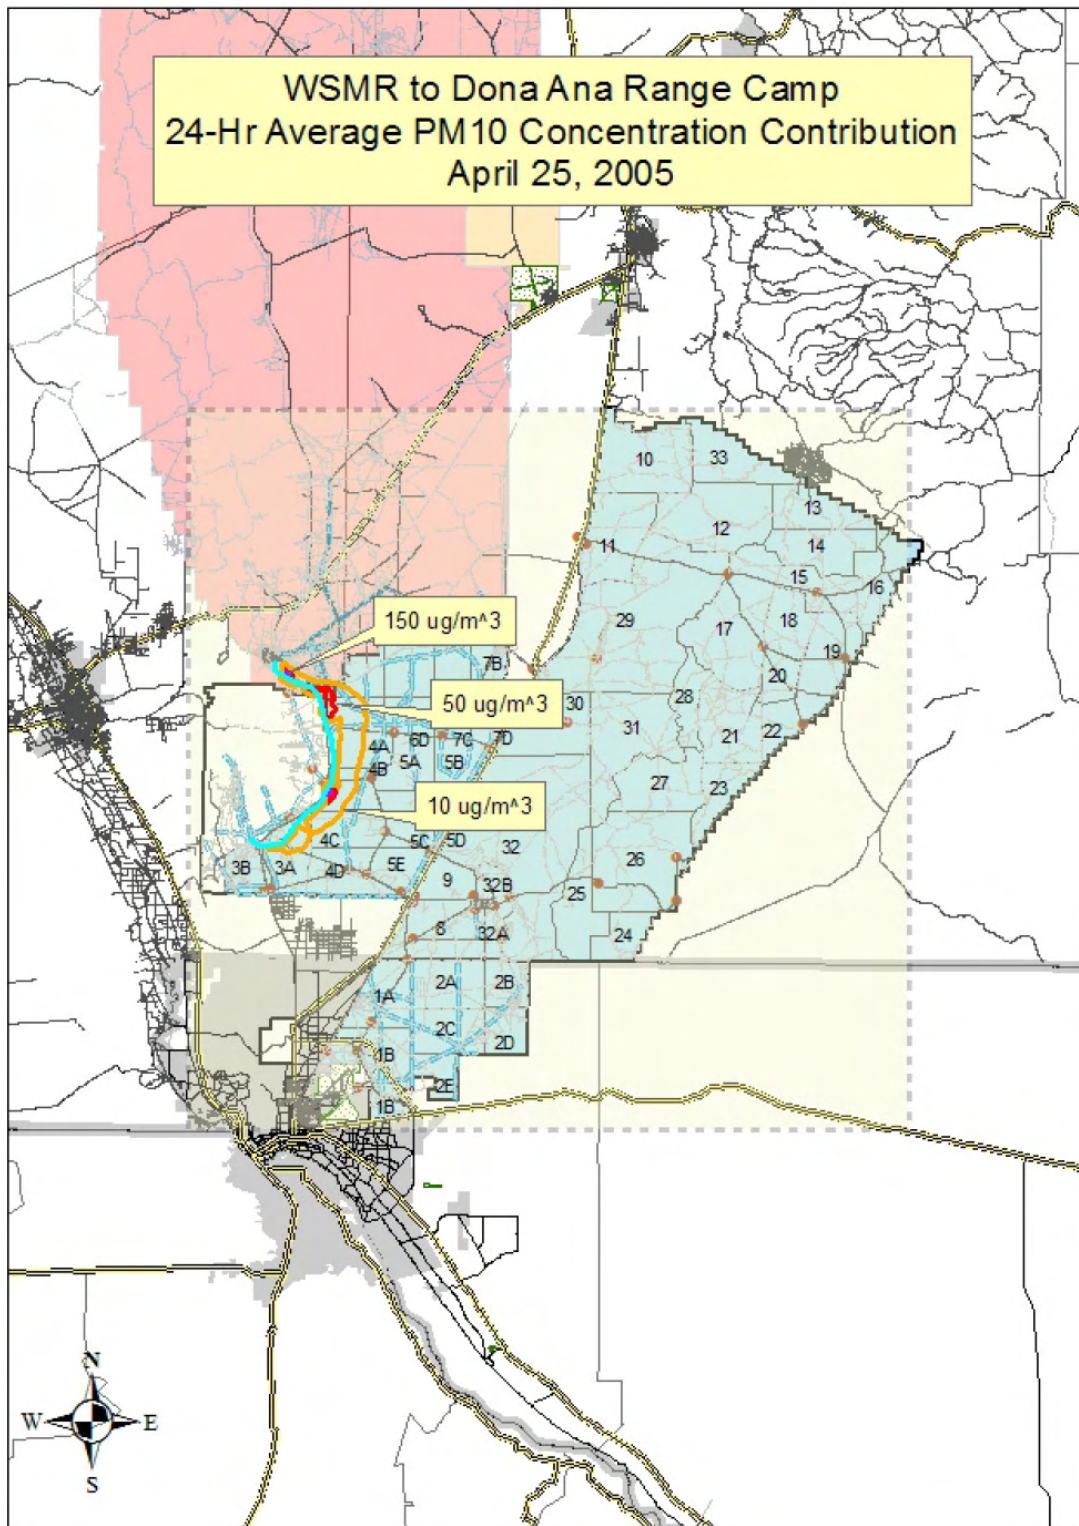 WSMR to Dona Ana Range Camp
24-Hr Average PM10 Concentration Contribution
April 25, 2005
10
33
13
12
14
11
15
16
29
17
18
150 ug/m^3
7B
19
20
28
50 ug/m^3
30
31
21
22
4A
6D
7C
7D
5A
5B
4B
27
23
10 ug/m^3
4C
5C
5D
32
26
3B
3A
4D
5E
9
32B
25
8
32A
24
2A
2B
1A
2C
2D
1B
2E
1B
N
W
E
S